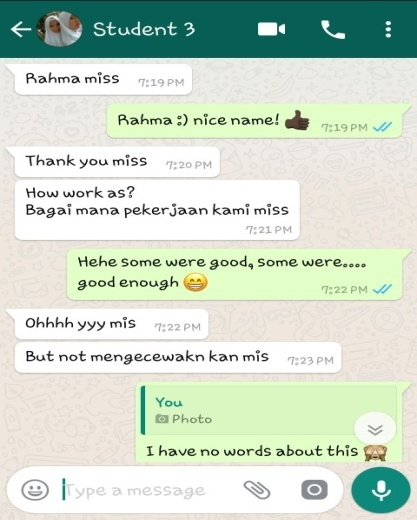 Student 3
Rahma miss
7:19 PM
Rahma :) nice name!
7:19 PM
Thank you miss
7:20 PM
How work as?
Bagai mana pekerjaan kami miss
7:21 PM
Hehe some were good, some were....
good enough
7:22 PM
Ohhhh yyy mis
7:22 PM
But not mengecewakn kan mis
7:23 PM
You
Photo
I have no words about this
Type a message